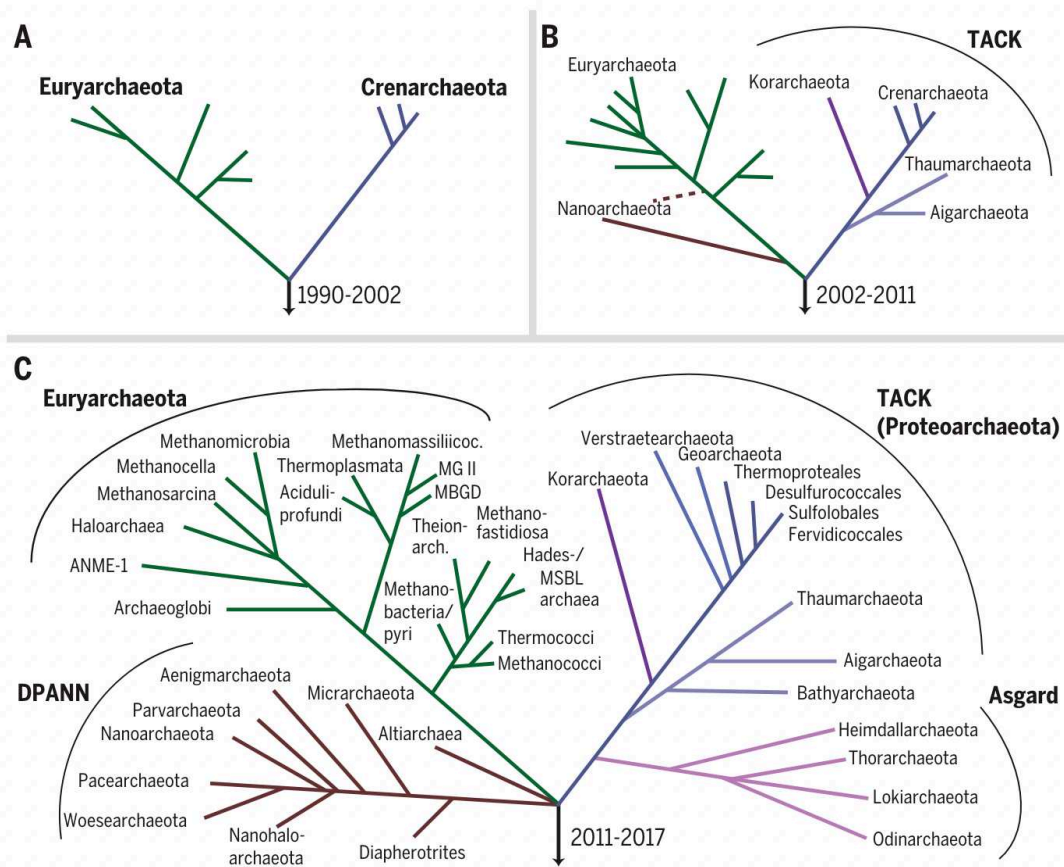 A
Euryarchaeota
Crenarchaeota
1990-2002
B
TACK
Euryarchaeota
Korarchaeota
Crenarchaeota
Thaumarchaeota
Nanoarchaeota
Aigarchaeota
2002-2011
C
Euryarchaeota
TACK
(Proteoarchaeota)
Methanomicrobia
Methanomassiliicoc.
Methanocella
Thermoplasmata
MG II
Methanosarcina
Aciduli-
profundi
MBGD
Haloarchaea
Theion-
arch.
Methano-
fastidiosa
ANME-1
Hades-/
MSBL
archaea
Archaeoglobi
Methano-
bacteria/
pyri
Thermococci
Methanococci
Verstraetearchaeota
Geoarchaeota
Korarchaeota
Thermoproteales
Desulfurococcales
Sulfolobales
Fervidicoccales
Thaumarchaeota
Aigarchaeota
Bathyarchaeota
DPANN
Aenigmarchaeota
Micrarchaeota
Parvarchaeota
Nanoarchaeota
Altiarchaea
Pacearchaeota
Woesearchaeota
Nanohalo-
archaeota
Diapherotrites
Asgard
Heimdallarchaeota
Thorarchaeota
Lokiarchaeota
Odinarchaeota
2011-2017